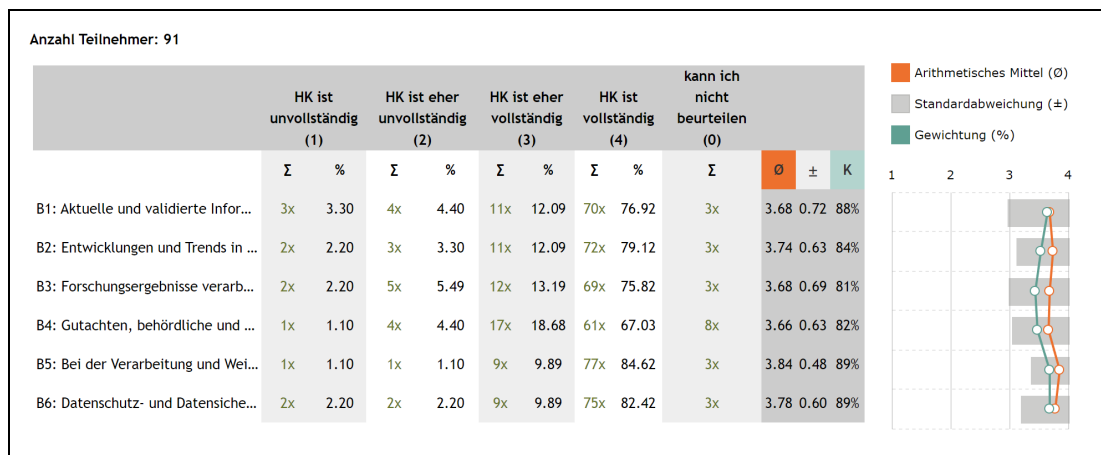 Anzahl Teilnehmer: 91
HK ist unvollständig (1) HK ist eher unvollständig (2) HK ist eher vollständig (3) HK ist vollständig (4) kann ich nicht beurteilen (0)
Σ % Σ % Σ % Σ % Σ Ø ± K
B1: Aktuelle und validierte Infor... 3x 3.30 4x 4.40 11x 12.09 70x 76.92 3x 3.68 0.72 88%
B2: Entwicklungen und Trends in ... 2x 2.20 3x 3.30 11x 12.09 72x 79.12 3x 3.74 0.63 84%
B3: Forschungsergebnisse verarb... 2x 2.20 5x 5.49 12x 13.19 69x 75.82 3x 3.68 0.69 81%
B4: Gutachten, behördliche und ... 1x 1.10 4x 4.40 17x 18.68 61x 67.03 8x 3.66 0.63 82%
B5: Bei der Verarbeitung und Wei... 1x 1.10 1x 1.10 9x 9.89 77x 84.62 3x 3.84 0.48 89%
B6: Datenschutz- und Datensiche... 2x 2.20 2x 2.20 9x 9.89 75x 82.42 3x 3.78 0.60 89%
Arithmetisches Mittel (Ø)
Standardabweichung (±)
Gewichtung (%)
1 2 3 4